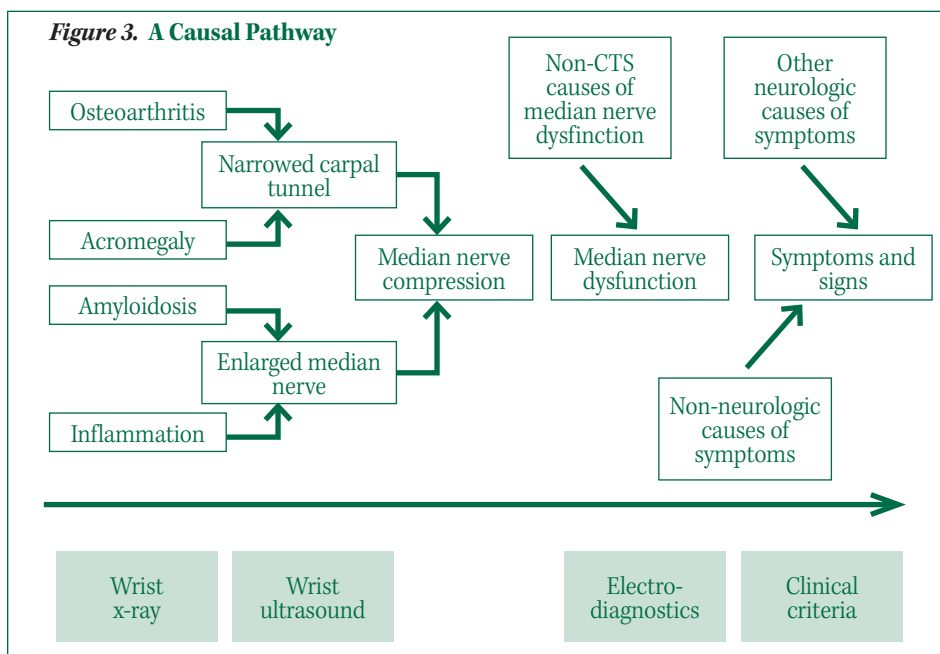 Figure 3. A Causal Pathway
Osteoarthritis
Acromegaly
Amyloidosis
Inflammation
Narrowed carpal
tunnel
Enlarged median
nerve
Median nerve
compression
Non-CTS
causes of
median nerve
dysfinction
Median nerve
dysfunction
Other
neurologic
causes of
symptoms
Symptoms and
signs
Non-neurologic
causes of
symptoms
Wrist
x-ray
Wrist
ultrasound
Electro-
diagnostics
Clinical
criteria